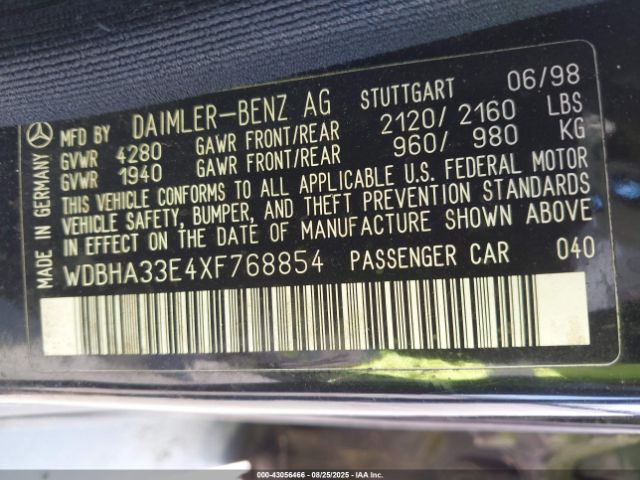 MADE IN GERMANY
MFD BY DAIMLER-BENZ AG STUTTGART 06/98
GVWR 4280 GAWR FRONT/REAR 2120/ 2160 LBS
GVWR 1940 GAWR FRONT/REAR 960/ 980 KG
THIS VEHICLE CONFORMS TO ALL APPLICABLE U.S. FEDERAL MOTOR
VEHICLE SAFETY, BUMPER, AND THEFT PREVENTION STANDARDS
IN EFFECT ON THE DATE OF MANUFACTURE SHOWN ABOVE
WDBHA33E4XF768854 PASSENGER CAR 040
000-43056466 - 08/25/2025 - IAAI.com